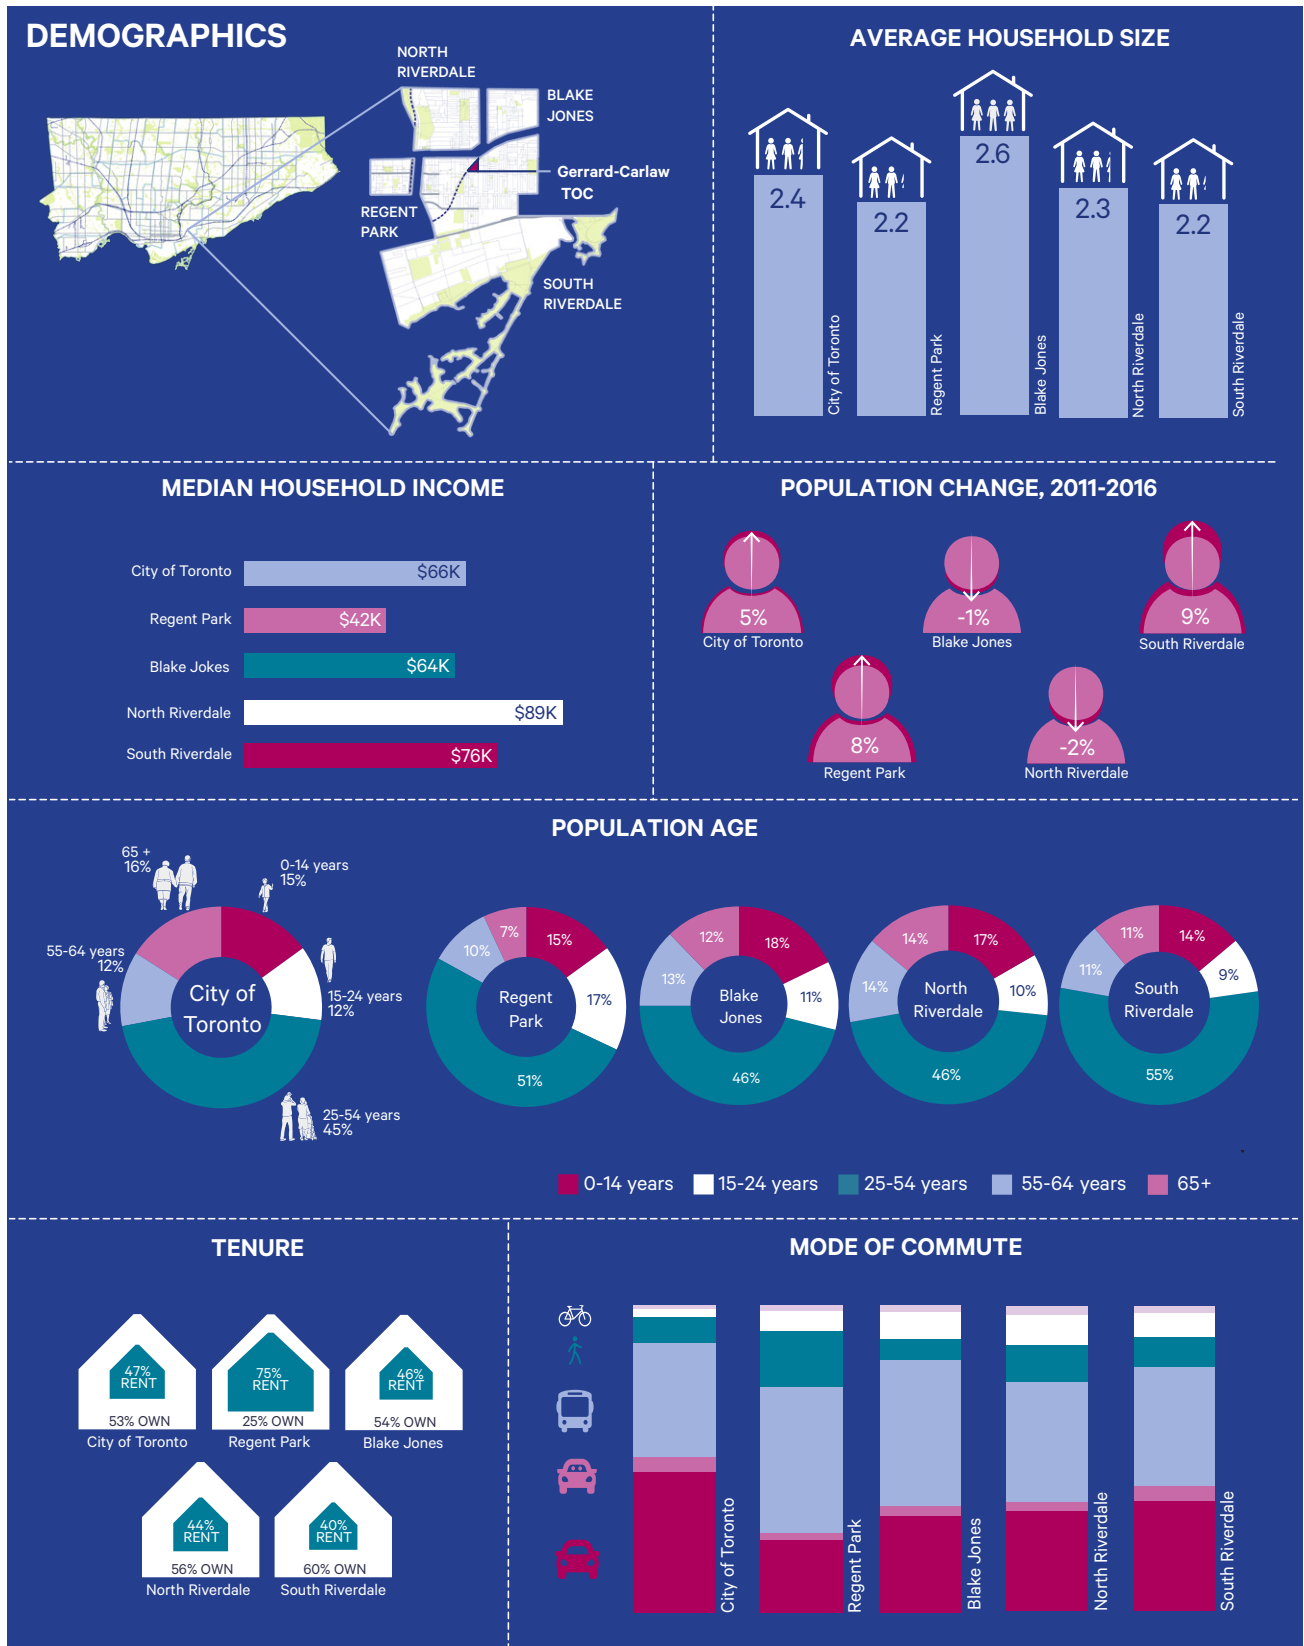 DEMOGRAPHICS
NORTH
RIVERDALE
BLAKE
JONES
Gerrard-Carlaw
TOC
REGENT
PARK
SOUTH
RIVERDALE
AVERAGE HOUSEHOLD SIZE
2.4
City of Toronto
2.2
Regent Park
2.6
Blake Jones
2.3
North Riverdale
2.2
South Riverdale
MEDIAN HOUSEHOLD INCOME
City of Toronto $66K
Regent Park $42K
Blake Jokes $64K
North Riverdale $89K
South Riverdale $76K
POPULATION CHANGE, 2011-2016
5%
City of Toronto
-1%
Blake Jones
9%
South Riverdale
8%
Regent Park
-2%
North Riverdale
POPULATION AGE
65 +
16%
0-14 years
15%
55-64 years
12%
15-24 years
12%
25-54 years
45%
City of
Toronto
7%
15%
10%
17%
51%
Regent
Park
12%
18%
13%
11%
46%
Blake
Jones
14%
17%
14%
10%
46%
North
Riverdale
11%
14%
11%
9%
55%
South
Riverdale
0-14 years 15-24 years 25-54 years 55-64 years 65+
TENURE
47%
RENT
53% OWN
City of Toronto
75%
RENT
25% OWN
Regent Park
46%
RENT
54% OWN
Blake Jones
44%
RENT
56% OWN
North Riverdale
40%
RENT
60% OWN
South Riverdale
MODE OF COMMUTE
City of Toronto
Regent Park
Blake Jones
North Riverdale
South Riverdale